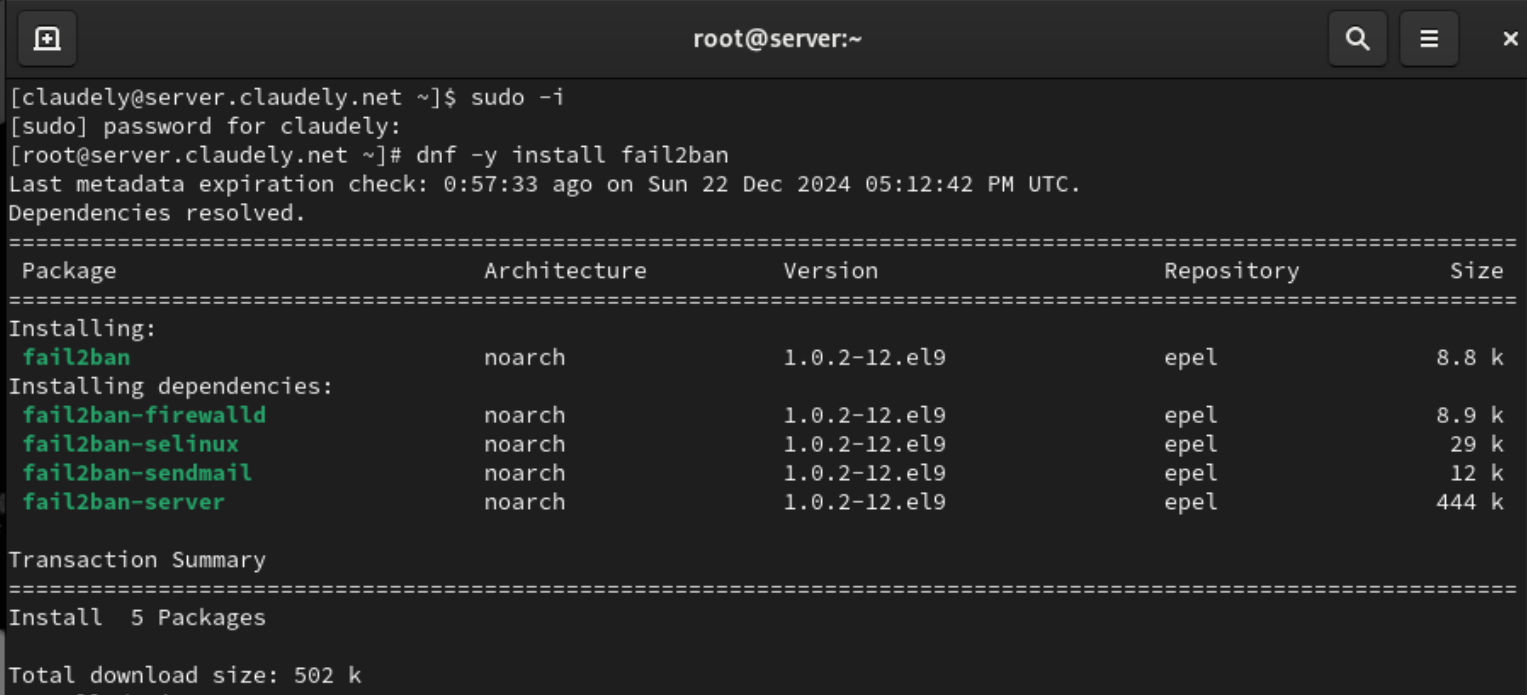 root@server:~
[claudely@server.claudely.net ~]$ sudo -i
[sudo] password for claudely:
[root@server.claudely.net ~]# dnf -y install fail2ban
Last metadata expiration check: 0:57:33 ago on Sun 22 Dec 2024 05:12:42 PM UTC.
Dependencies resolved.
================================================================================================================
Package Architecture Version Repository Size
================================================================================================================
Installing:
fail2ban noarch 1.0.2-12.el9 epel 8.8 k
Installing dependencies:
fail2ban-firewalld noarch 1.0.2-12.el9 epel 8.9 k
fail2ban-selinux noarch 1.0.2-12.el9 epel 29 k
fail2ban-sendmail noarch 1.0.2-12.el9 epel 12 k
fail2ban-server noarch 1.0.2-12.el9 epel 444 k
Transaction Summary
================================================================================================================
Install  5 Packages
Total download size: 502 k